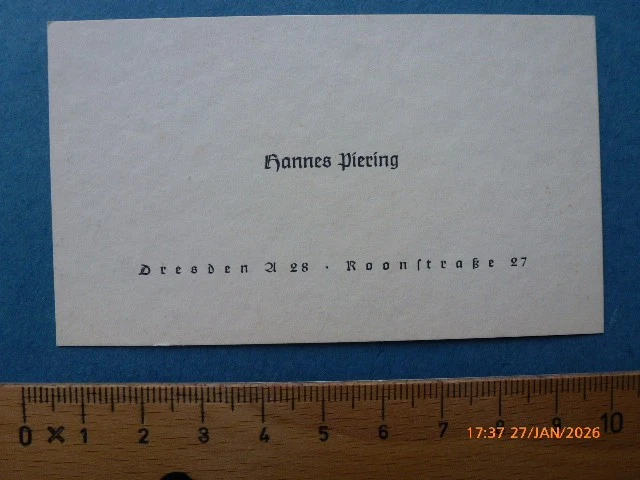 Hannes Piering
Dresden A 28 · Roonſtraße 27
0 1 2 3 4 5 6 7 8 9 10
17:37 27/JAN/2026